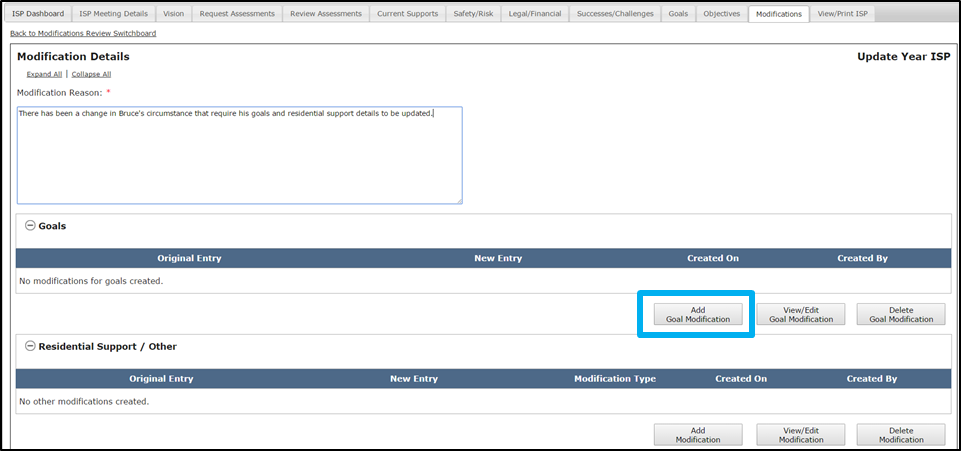 ISP Dashboard ISP Meeting Details Vision Request Assessments Review Assessments Current Supports Safety/Risk Legal/Financial Successes/Challenges Goals Objectives Modifications View/Print ISP
Back to Modifications Review Switchboard
Modification Details Update Year ISP
Expand All | Collapse All
Modification Reason: *
There has been a change in Bruce's circumstance that require his goals and residential support details to be updated.
Goals
Original Entry New Entry Created On Created By
No modifications for goals created.
Add Goal Modification View/Edit Goal Modification Delete Goal Modification
Residential Support / Other
Original Entry New Entry Modification Type Created On Created By
No other modifications created.
Add Modification View/Edit Modification Delete Modification